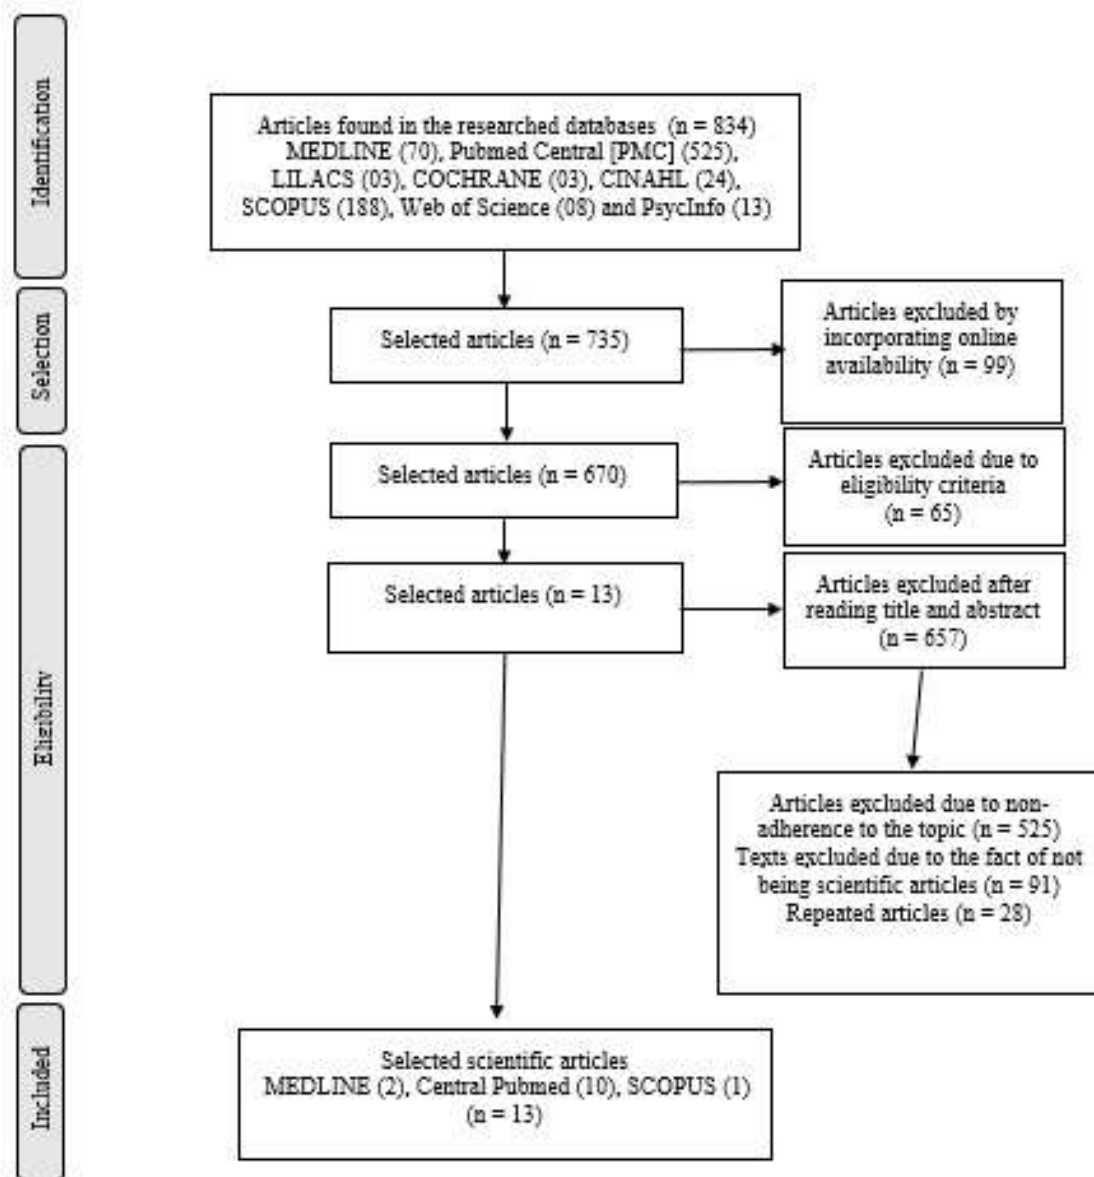 Identification
Articles found in the researched databases (n = 834)
MEDLINE (70), Pubmed Central [PMC] (525),
LILACS (03), COCHRANE (03), CINAHL (24),
SCOPUS (188), Web of Science (08) and PsycInfo (13)
Selection
Selected articles (n = 735)
Articles excluded by
incorporating online
availability (n = 99)
Eligibility
Selected articles (n = 670)
Articles excluded due to
eligibility criteria
(n = 65)
Selected articles (n = 13)
Articles excluded after
reading title and abstract
(n = 657)
Articles excluded due to non-
adherence to the topic (n = 525)
Texts excluded due to the fact of not
being scientific articles (n = 91)
Repeated articles (n = 28)
Included
Selected scientific articles
MEDLINE (2), Central Pubmed (10), SCOPUS (1)
(n = 13)